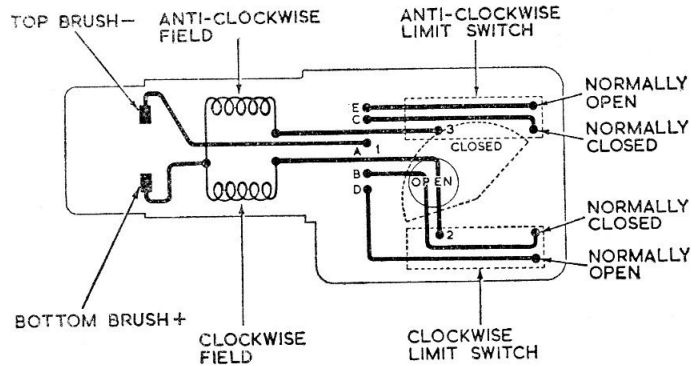 TOP BRUSH—
ANTI-CLOCKWISE
FIELD
ANTI-CLOCKWISE
LIMIT SWITCH
NORMALLY
OPEN
NORMALLY
CLOSED
E
C
3
CLOSED
A
1
B
OPEN
D
2
NORMALLY
CLOSED
NORMALLY
OPEN
BOTTOM BRUSH+
CLOCKWISE
FIELD
CLOCKWISE
LIMIT SWITCH